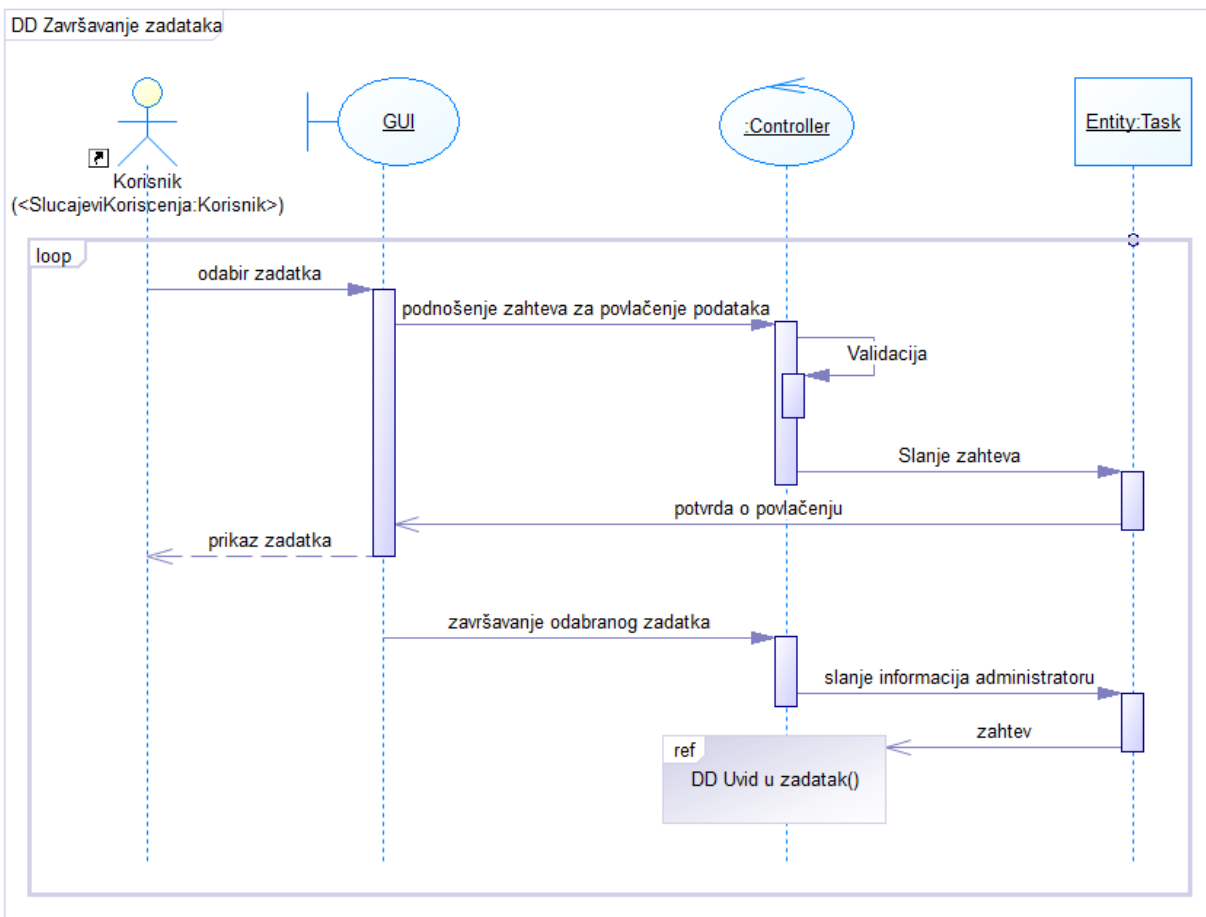 DD Završavanje zadataka
GUI
:Controller
Entity:Task
Korisnik
(<SlucajeviKoriscenja:Korisnik>)
loop
odabir zadatka
podnošenje zahteva za povlačenje podataka
Validacija
Slanje zahteva
potvrda o povlačenju
prikaz zadatka
završavanje odabranog zadatka
slanje informacija administratoru
zahtev
ref
DD Uvid u zadatak()